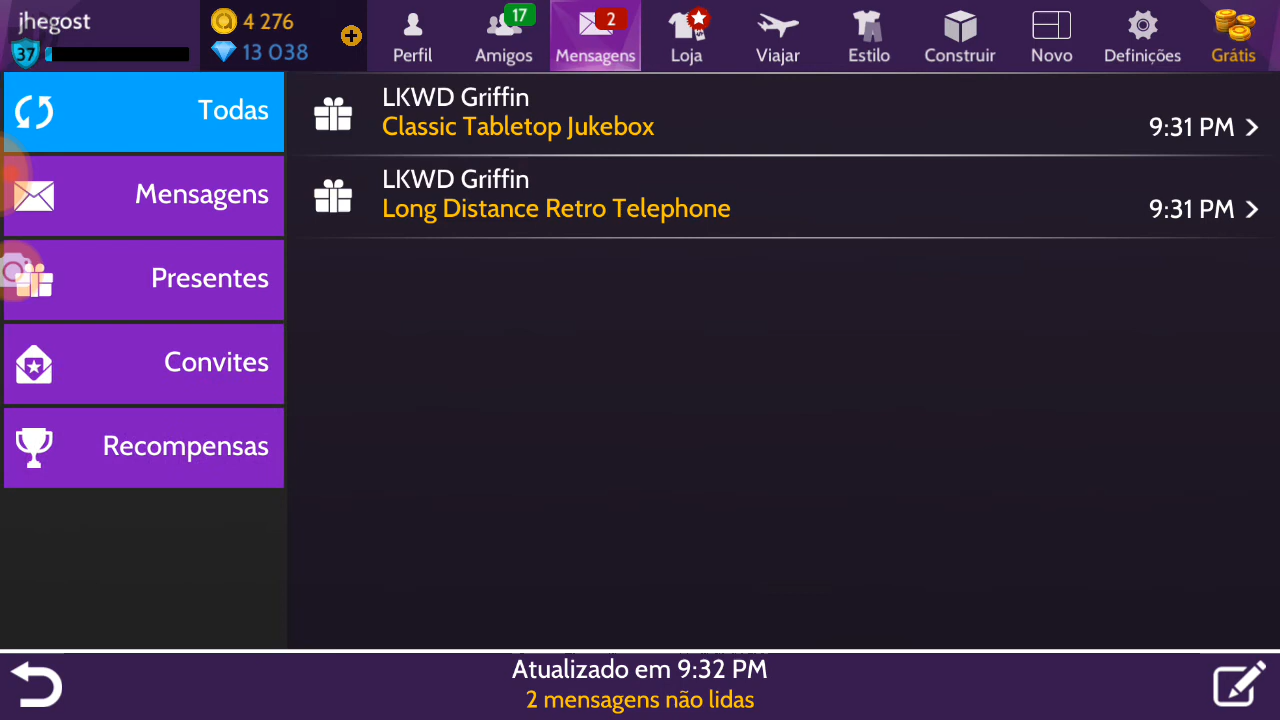 jhegost
37
4 276
13 038
Perfil
17
Amigos
2
Mensagens
Loja
Viajar
Estilo
Construir
Novo
Definições
Grátis
Todas
Mensagens
Presentes
Convites
Recompensas
LKWD Griffin
Classic Tabletop Jukebox
9:31 PM
LKWD Griffin
Long Distance Retro Telephone
9:31 PM
Atualizado em 9:32 PM
2 mensagens não lidas